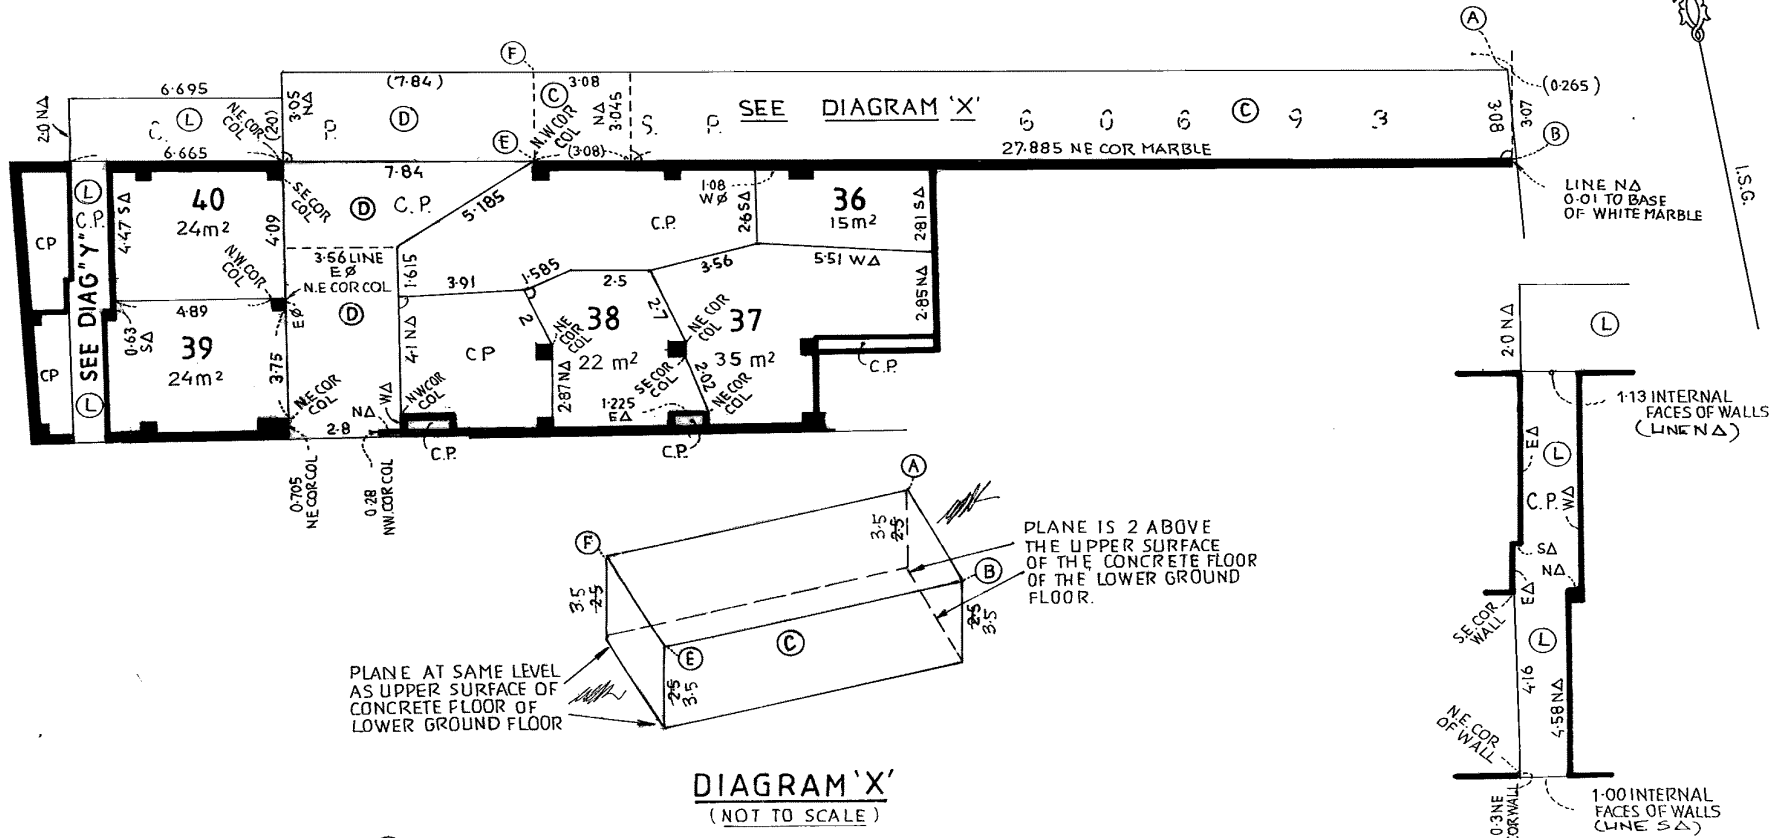 A
F
6.695
(7.84)
3.08
(0.265)
2.0 NΔ
L
N.E. COR
COL
(2.0)
3.05
NΔ
P.
D
C
NΔ
3.045
S. P.
SEE DIAGRAM 'X'
6 0 6 C 9 3
3.08
3.07
B
C.
6.665
E
N.W. COR
COL
(3.08)
27.885 NE COR MARBLE
LINE NΔ
0.01 TO BASE
OF WHITE MARBLE
I.S.G.
7.84
L
C.P.
CP
SEE DIAG "Y"
L
CP
4.47 SΔ
40
24m²
4.09
S.E. COR
COL
D
C.P.
5.185
C.P.
1.08
WØ
2.6 SΔ
36
15m²
2.81 SΔ
N.W. COR
COL
3.56 LINE
EØ
N.E COR COL
1.615
3.91
1.585
2.5
3.56
5.51 WΔ
4.89
0.63
SΔ
39
24m²
EØ
3.75
D
4.1 NΔ
CP
2
38
22 m²
NE
COR
COL
2.7
NE COR
COL
37
35 m²
2.85 NΔ
C.P.
2.87 NΔ
SE COR
COL
2.02
NE COR
COL
1.225
EΔ
N.E COR
COL
NΔ
WΔ
N.W COR
COL
2.8
C.P.
C.P.
0.705
NE COR COL
0.28
NW. COR COL
2.0 NΔ
L
1.13 INTERNAL
FACES OF WALLS
(LINE NΔ)
EΔ
L
C.P.
WΔ
SΔ
NΔ
EΔ
S.E. COR
WALL
L
4.16
4.58 NΔ
N.E. COR
OF WALL
0.3 NE
COR WALL
1.00 INTERNAL
FACES OF WALLS
(LINE SΔ)
A
F
3.5
2.5
3.5
2.5
B
PLANE IS 2 ABOVE
THE UPPER SURFACE
OF THE CONCRETE FLOOR
OF THE LOWER GROUND
FLOOR.
2.5
3.5
C
E
2.5
3.5
PLANE AT SAME LEVEL
AS UPPER SURFACE OF
CONCRETE FLOOR OF
LOWER GROUND FLOOR
DIAGRAM 'X'
(NOT TO SCALE)